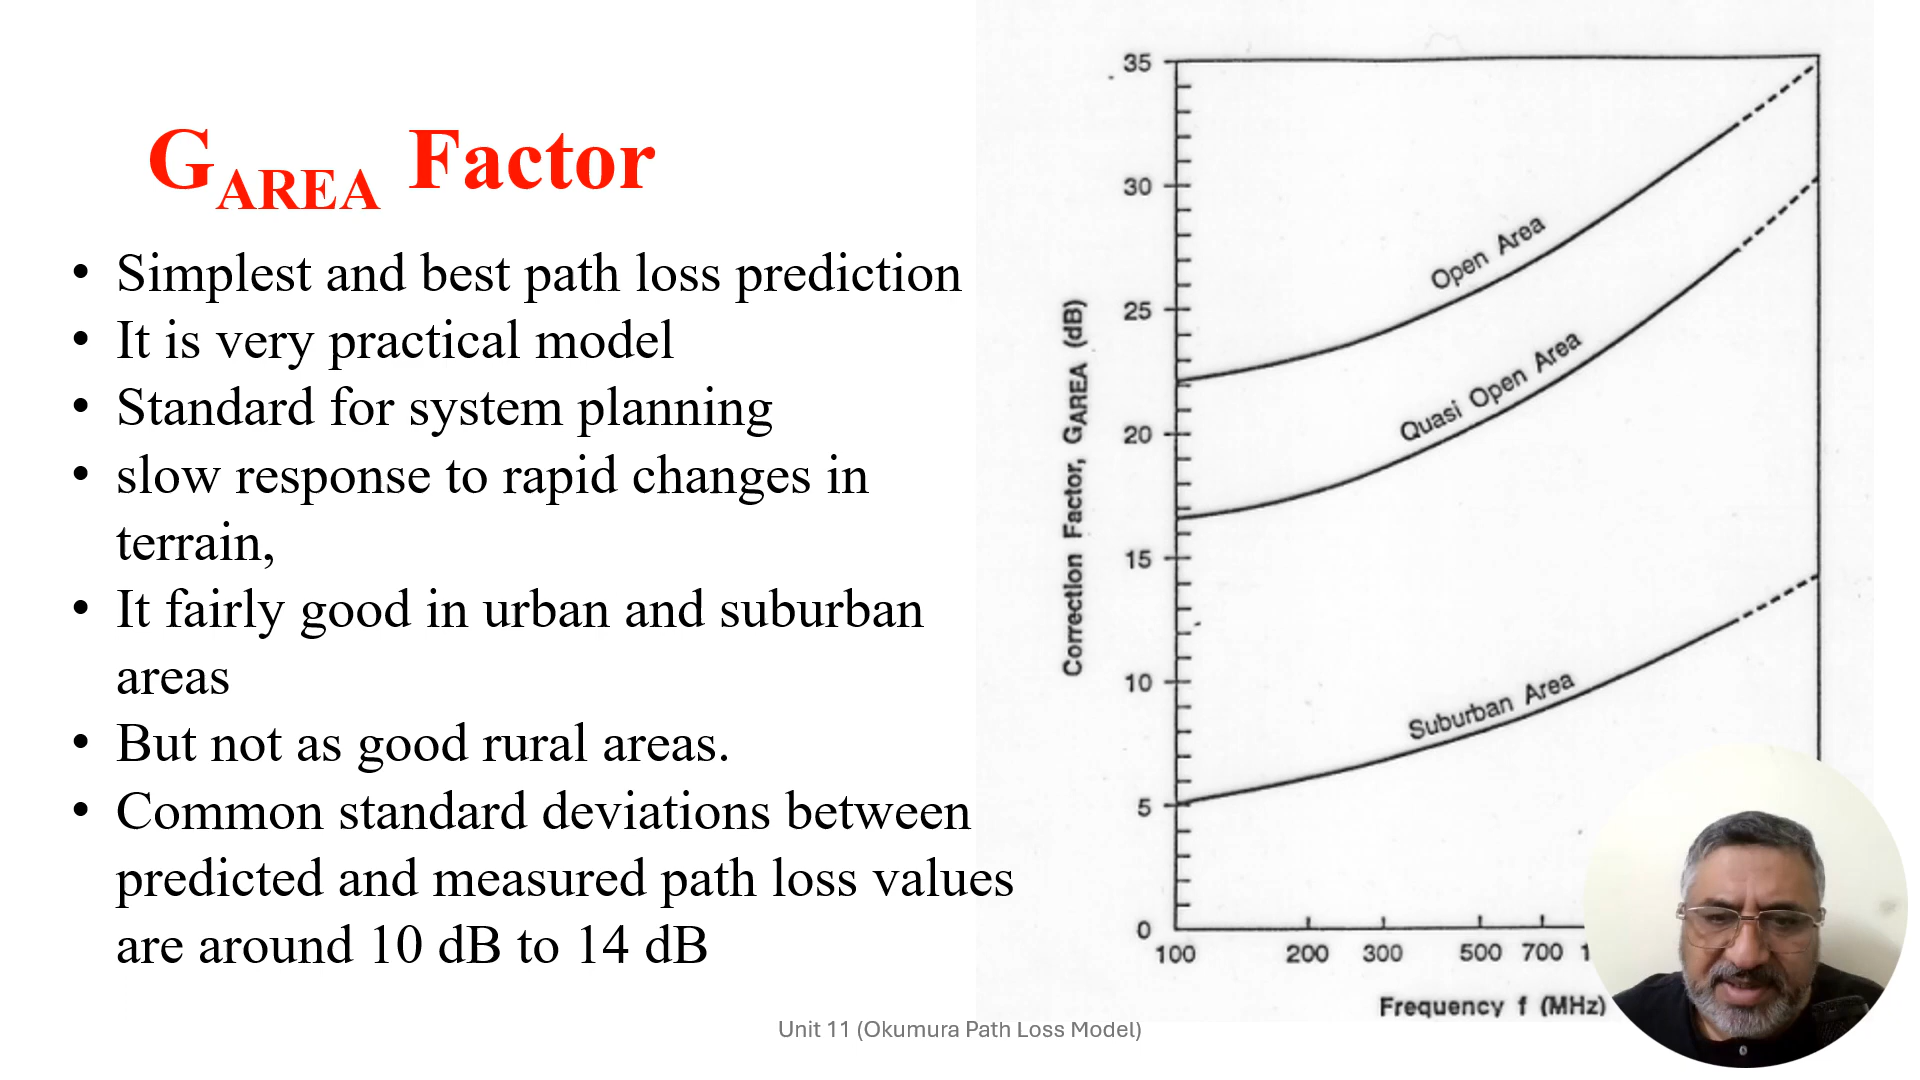 GAREA Factor
• Simplest and best path loss prediction
• It is very practical model
• Standard for system planning
• slow response to rapid changes in
terrain,
• It fairly good in urban and suburban
areas
• But not as good rural areas.
• Common standard deviations between
predicted and measured path loss values
are around 10 dB to 14 dB
Correction Factor, GAREA (dB)
35
30
25
20
15
10
5
0
Open Area
Quasi Open Area
Suburban Area
100 200 300 500 700
Frequency f (MHz)
Unit 11 (Okumura Path Loss Model)